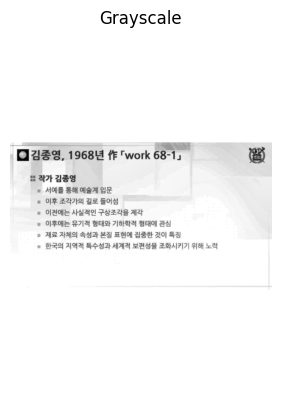 Grayscale
김종영, 1968년 作 「work 68-1」
작가 김종영
서예를 통해 예술계 입문
이후 조각가의 길로 들어섬
이전에는 사실적인 구상조각을 제작
이후에는 유기적 형태와 기하학적 형태에 관심
재료 자체의 속성과 본질 표현에 집중한 것이 특징
한국의 지역적 특수성과 세계적 보편성을 조화시키기 위해 노력